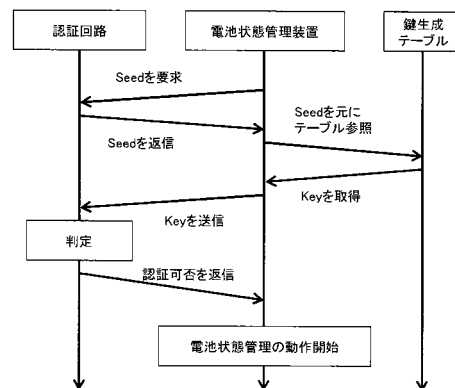 認証回路
電池状態管理装置
鍵生成
テーブル
Seedを要求
Seedを返信
Seedを元に
テーブル参照
Keyを取得
Keyを送信
判定
認証可否を返信
電池状態管理の動作開始